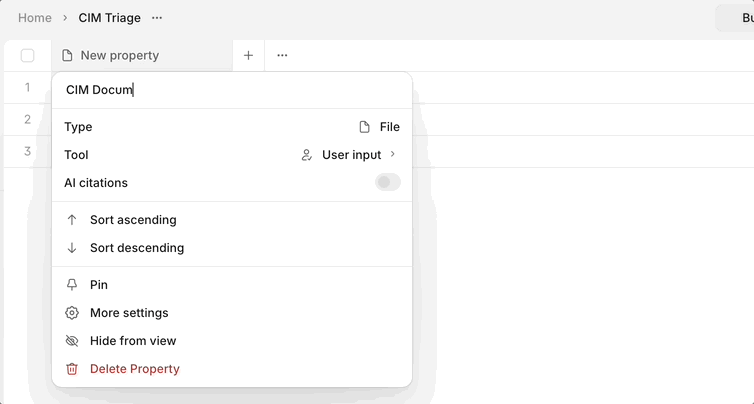 Home > CIM Triage ...
Bu
New property + ...
1
CIM Docum
2
Type File
3
Tool User input >
AI citations
Sort ascending
Sort descending
Pin
More settings
Hide from view
Delete Property